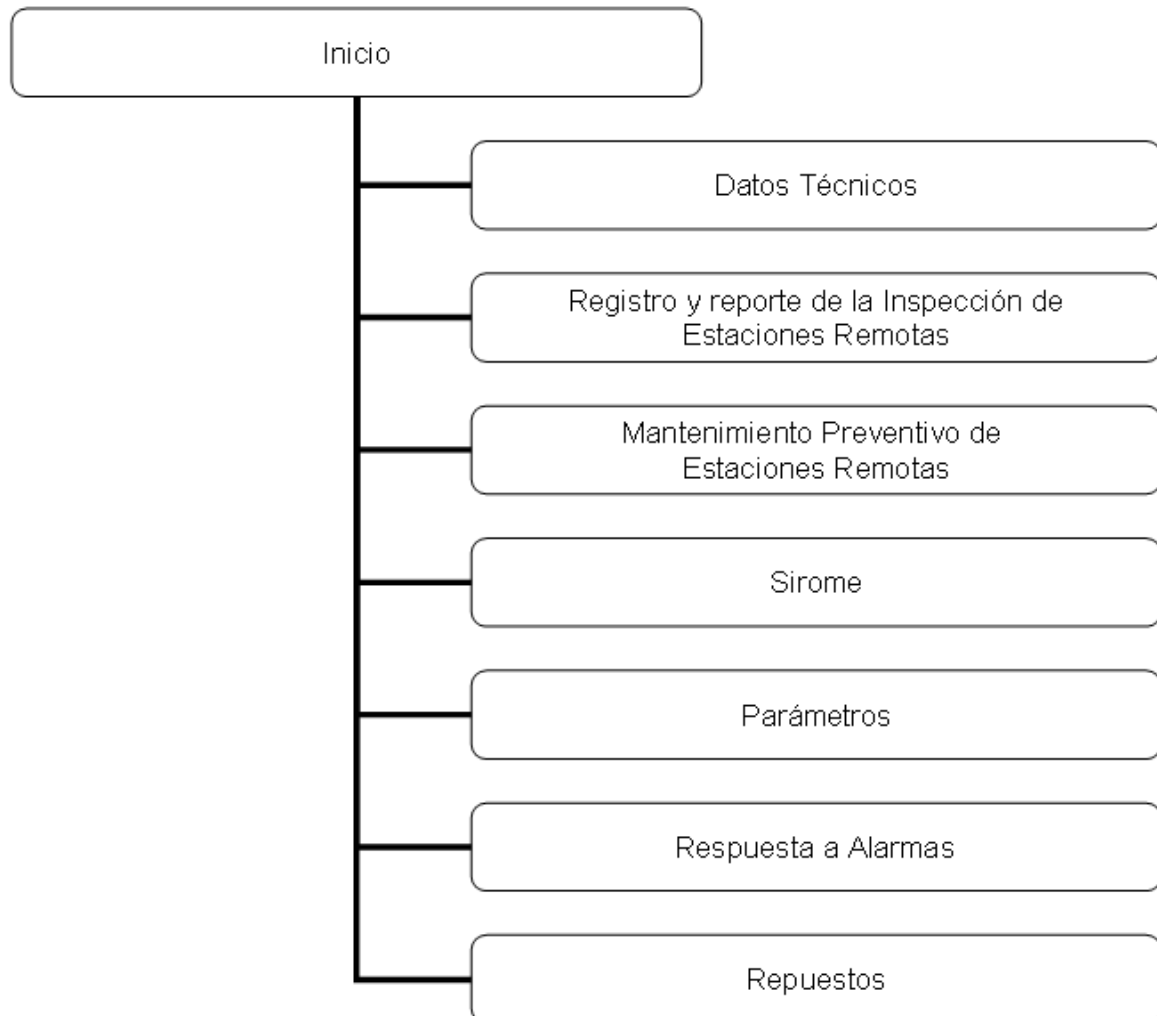 Inicio
Datos Técnicos
Registro y reporte de la Inspección de
Estaciones Remotas
Mantenimiento Preventivo de
Estaciones Remotas
Sirome
Parámetros
Respuesta a Alarmas
Repuestos